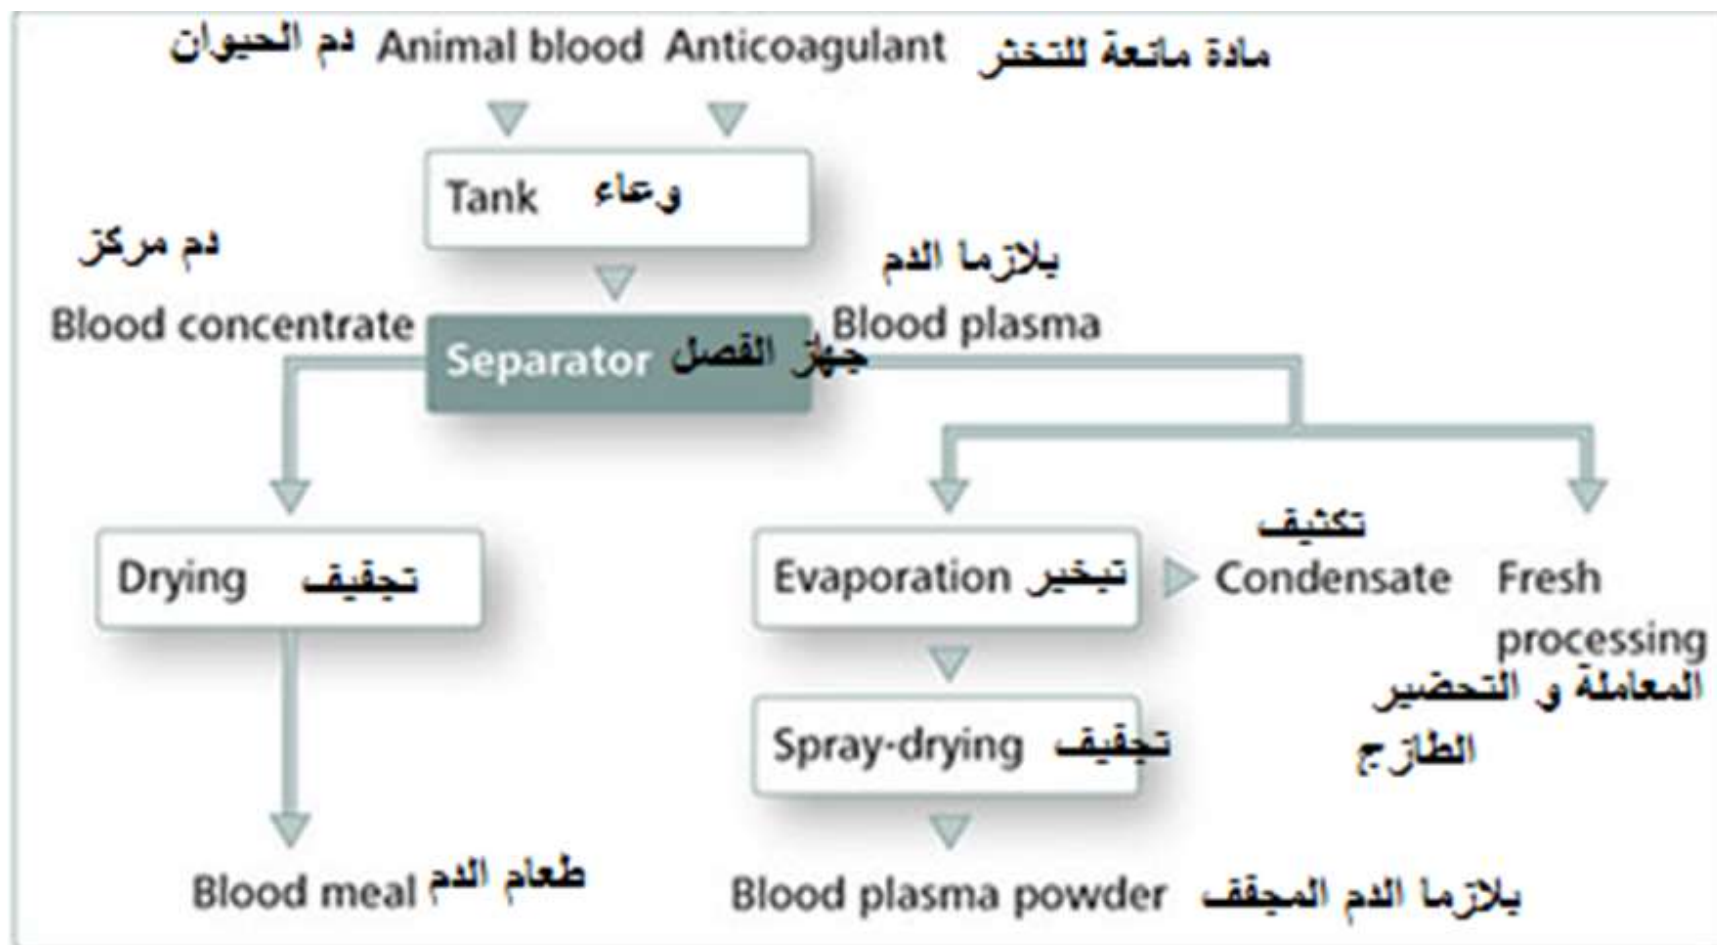 دم الحيوان Animal blood Anticoagulant مادة مانعة للتخثر
Tank وعاء
دم مركز
Blood concentrate
بلازما الدم
Blood plasma
Separator جهاز الفصل
Drying تجفيف
Evaporation تبخير
تكثيف
Condensate
Fresh
processing
المعاملة و التحضير
الطازج
Spray-drying تجفيف
Blood meal طعام الدم
Blood plasma powder بلازما الدم المجفف